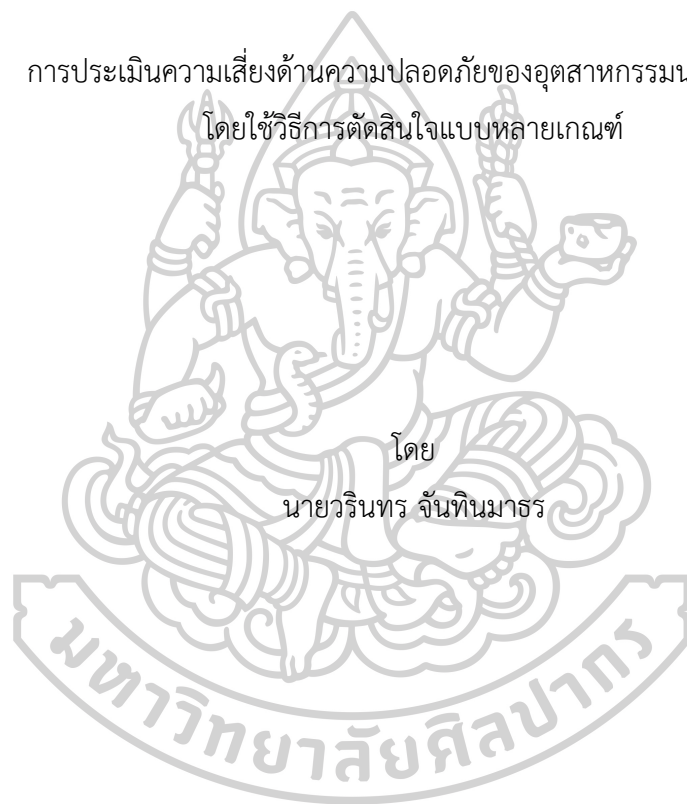 การประเมินความเสี่ยงด้านความปลอดภัยของอุตสาหกรรม
โดยใช้วิธีการตัดสินใจแบบหลายเกณฑ์
โดย
นายวรินทร จันทินมาธร
มหาวิทยาลัยศิลปากร